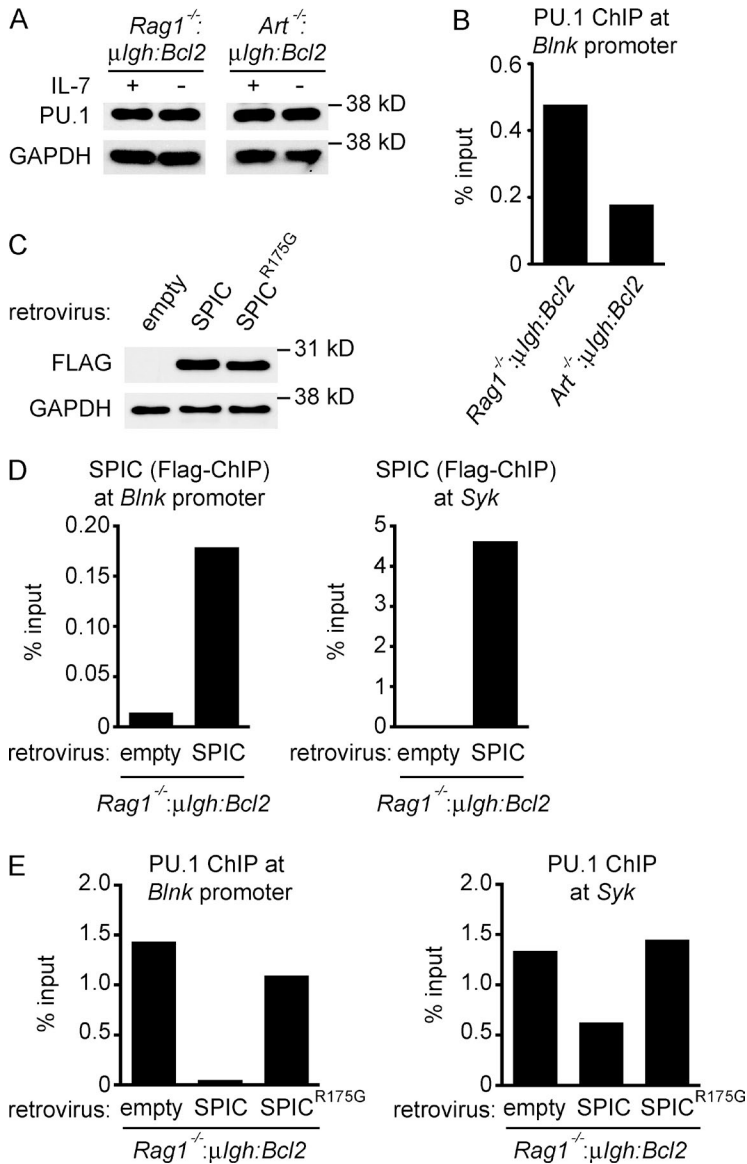 A
Rag1-/-: Art-/-:
μIgh:Bcl2 μIgh:Bcl2
IL-7 + - + -
PU.1 38 kD
GAPDH 38 kD
B
PU.1 ChIP at
Blnk promoter
% input
0.6
0.4
0.2
0
Rag1-/-:μIgh:Bcl2
Art-/-:μIgh:Bcl2
C
retrovirus: empty SPIC SPICR175G
FLAG 31 kD
GAPDH 38 kD
D
SPIC (Flag-ChIP)
at Blnk promoter
% input
0.20
0.15
0.10
0.05
0
retrovirus: empty SPIC
Rag1-/-:μIgh:Bcl2
SPIC (Flag-ChIP)
at Syk
% input
5
4
3
2
1
0
retrovirus: empty SPIC
Rag1-/-:μIgh:Bcl2
E
PU.1 ChIP at
Blnk promoter
% input
2.0
1.5
1.0
0.5
0
retrovirus: empty SPIC SPICR175G
Rag1-/-:μIgh:Bcl2
PU.1 ChIP
at Syk
% input
2.0
1.5
1.0
0.5
0
retrovirus: empty SPIC SPICR175G
Rag1-/-:μIgh:Bcl2